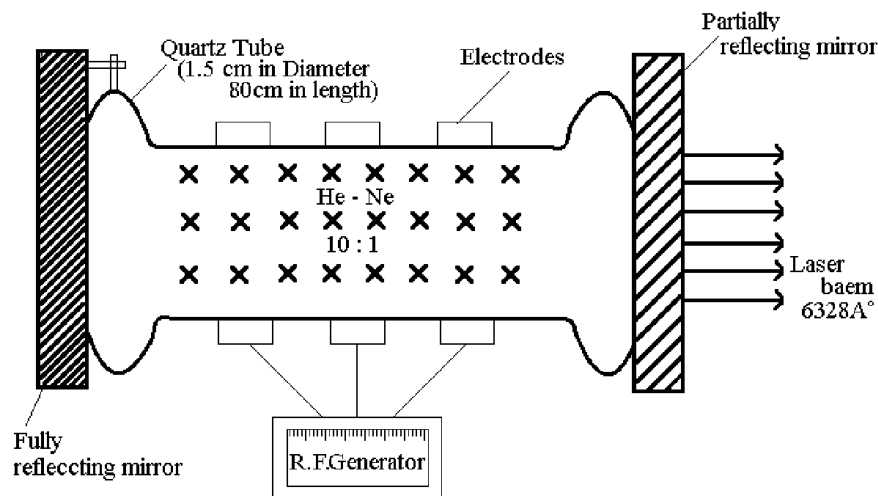 Quartz Tube
(1.5 cm in Diameter
80cm in length)
Electrodes
Partially
reflecting mirror
He - Ne
10 : 1
Laser
baem
6328A°
Fully
refleccting mirror
R.F.Generator